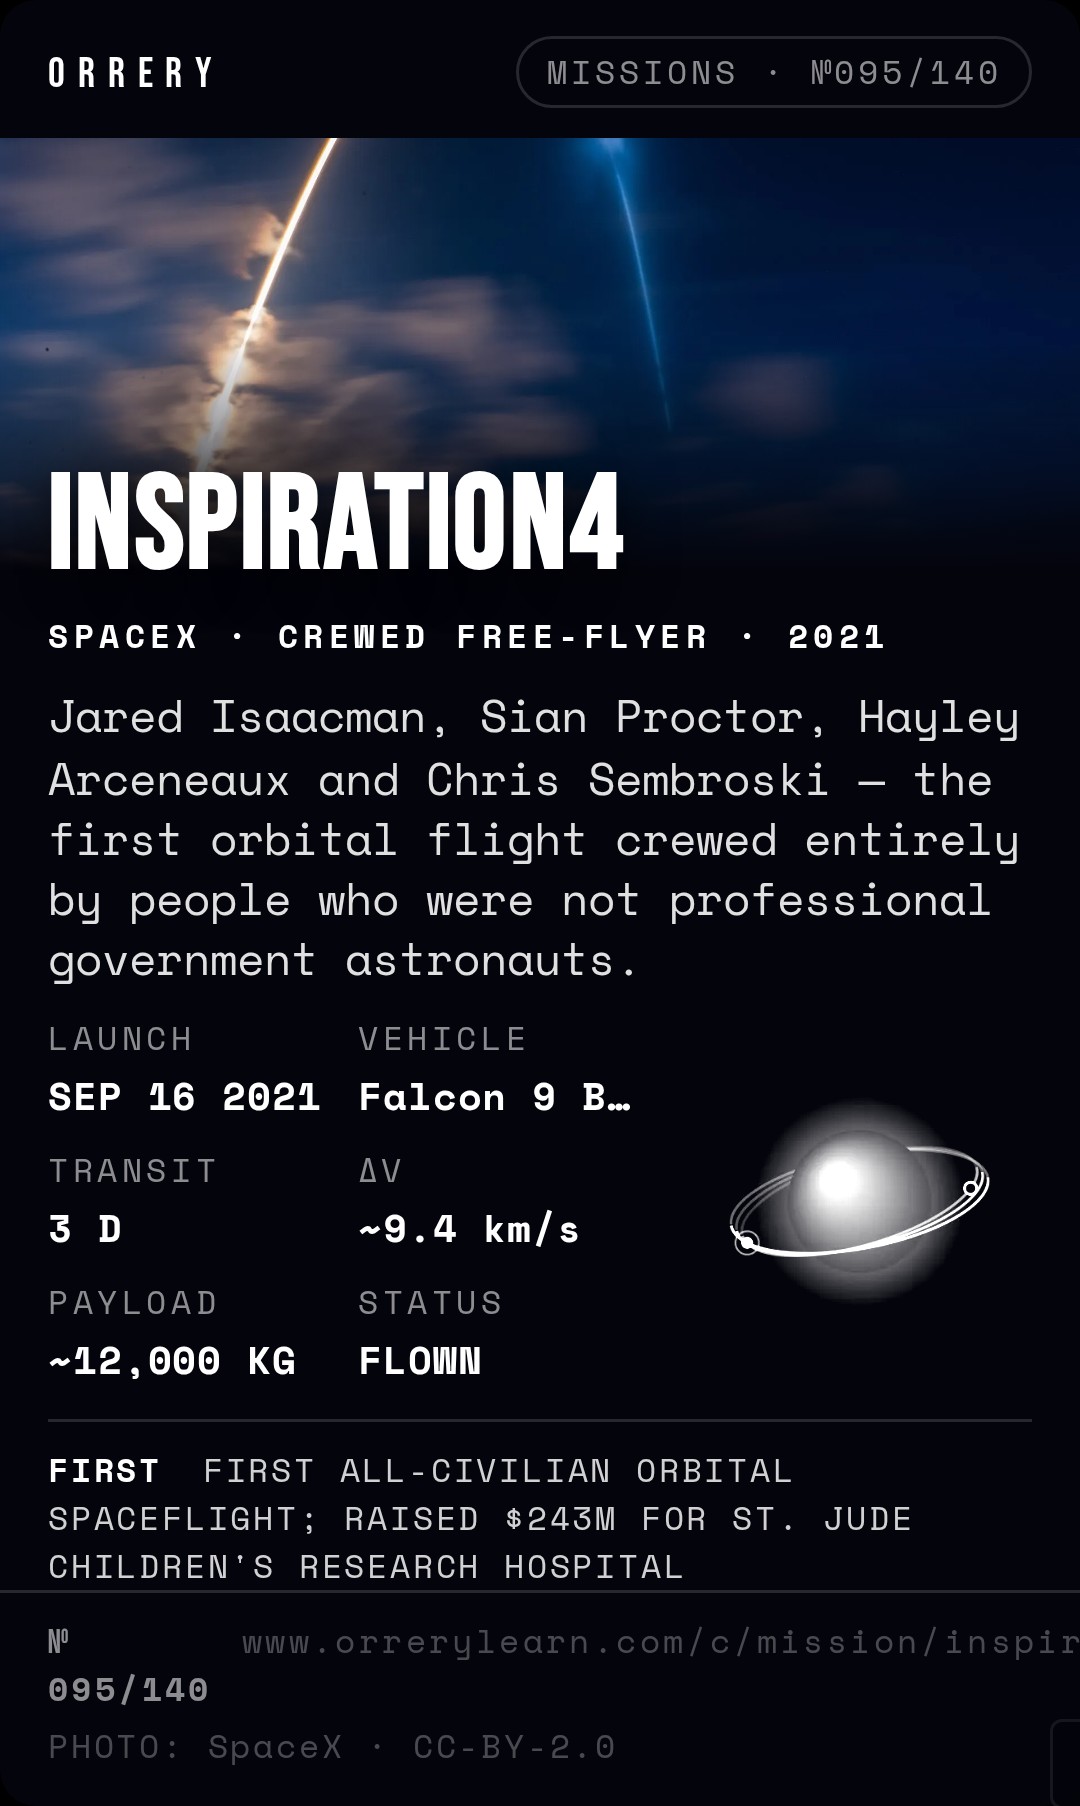 ORRERY
MISSIONS · №095/140
INSPIRATION4
SPACEX · CREWED FREE-FLYER · 2021
Jared Isaacman, Sian Proctor, Hayley
Arceneaux and Chris Sembroski — the
first orbital flight crewed entirely
by people who were not professional
government astronauts.
LAUNCH VEHICLE
SEP 16 2021 Falcon 9 B…
TRANSIT ΔV
3 D ~9.4 km/s
PAYLOAD STATUS
~12,000 KG FLOWN
FIRST FIRST ALL-CIVILIAN ORBITAL
SPACEFLIGHT; RAISED $243M FOR ST. JUDE
CHILDREN'S RESEARCH HOSPITAL
№ www.orrerylearn.com/c/mission/inspir
095/140
PHOTO: SpaceX · CC-BY-2.0